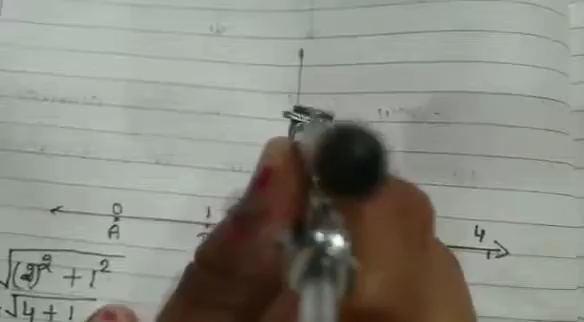 0 1 4
A
√(2)² + 1²
√4 + 1